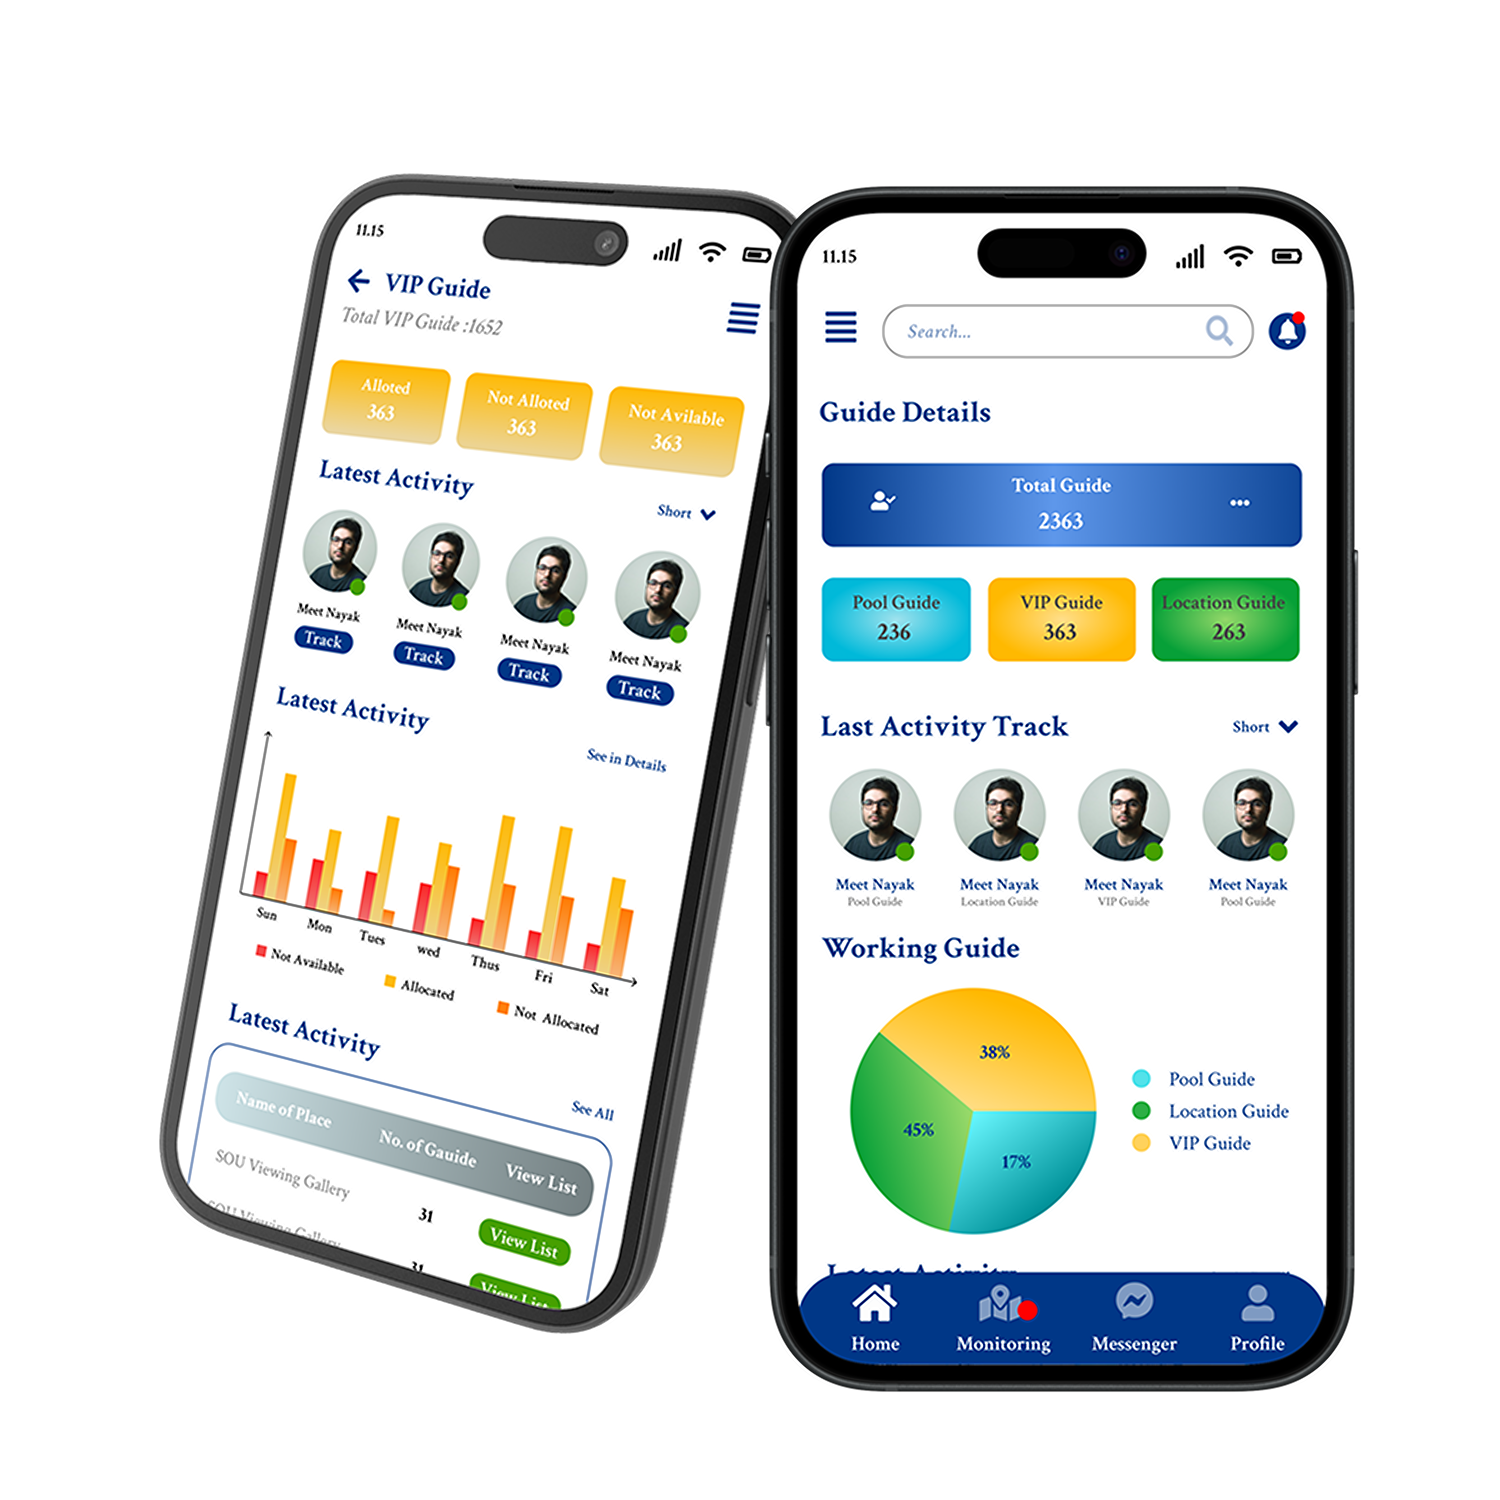 11.15
VIP Guide
Total VIP Guide :1652
Alloted
363
Not Alloted
363
Not Avilable
363
Latest Activity
Short
Meet Nayak
Meet Nayak
Meet Nayak
Meet Nayak
Track
Track
Track
Track
Latest Activity
See in Details
Sun
Mon
Tues
wed
Thus
Fri
Sat
Not Available
Allocated
Not Allocated
Latest Activity
See All
Name of Place
No. of Gauide
View List
SOU Viewing Gallery
31
View List
SOU Viewing Gallery
31
View List
11.15
Search...
Guide Details
Total Guide
2363
Pool Guide
236
VIP Guide
363
Location Guide
263
Last Activity Track
Short
Meet Nayak
Pool Guide
Meet Nayak
Location Guide
Meet Nayak
VIP Guide
Meet Nayak
Pool Guide
Working Guide
38%
45%
17%
Pool Guide
Location Guide
VIP Guide
Latest Activity
Home
Monitoring
Messenger
Profile